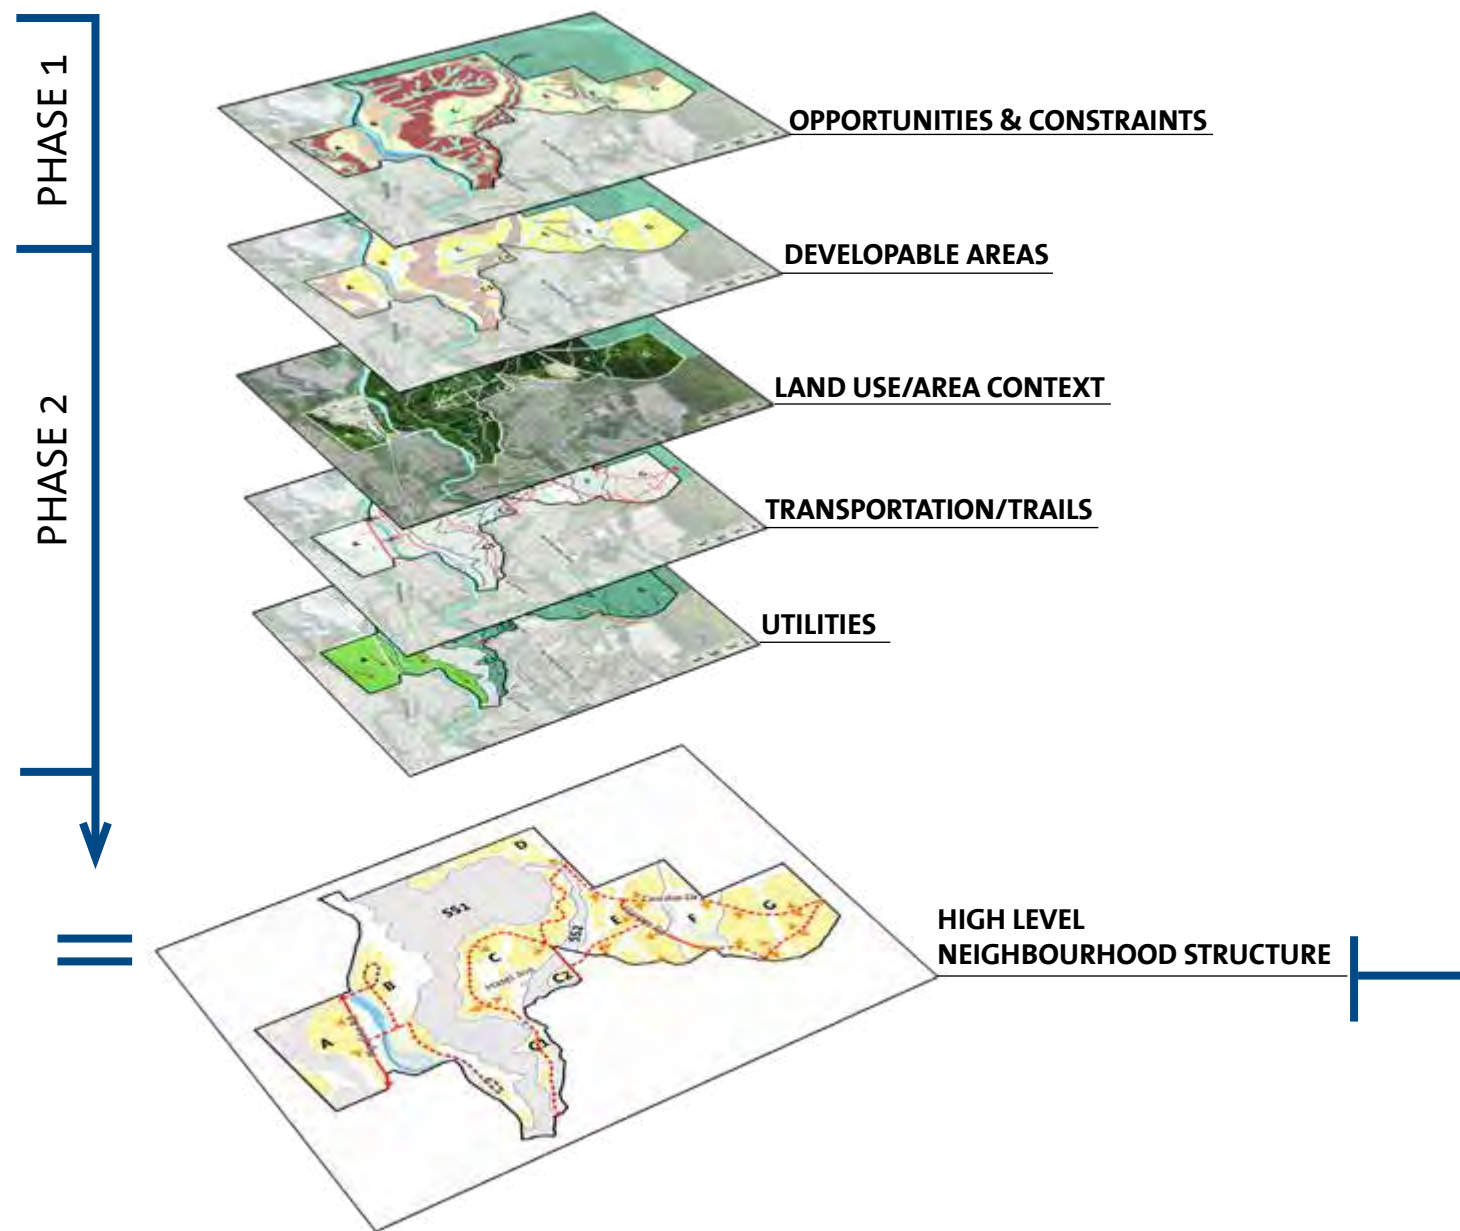 PHASE 1
OPPORTUNITIES & CONSTRAINTS
DEVELOPABLE AREAS
LAND USE/AREA CONTEXT
PHASE 2
TRANSPORTATION/TRAILS
UTILITIES
D
SS1
G
E
F
SS2
C
C2
B
A
C1
HIGH LEVEL
NEIGHBOURHOOD STRUCTURE